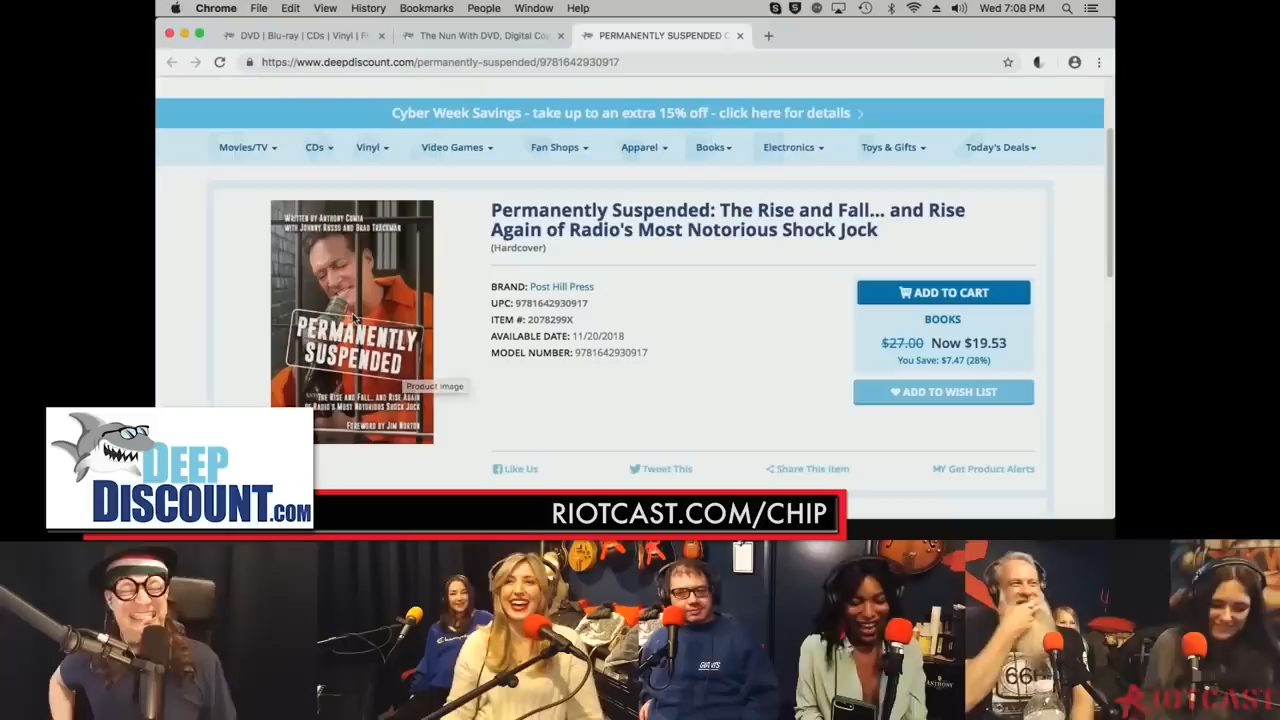 Chrome File Edit View History Bookmarks People Window Help
Wed 7:08 PM
DVD | Blu-ray | CDs | Vinyl |
The Nun With DVD, Digital Co
PERMANENTLY SUSPENDED
https://www.deepdiscount.com/permanently-suspended/9781642930917
Cyber Week Savings - take up to an extra 15% off - click here for details
Movies/TV CDs Vinyl Video Games Fan Shops Apparel Books Electronics Toys & Gifts Today's Deals
WRITTEN BY ANTHONY CUMIA
WITH JOHNNY RUSSO AND BRAD TRACKMAN
PERMANENTLY
SUSPENDED
THE RISE AND FALL... AND RISE AGAIN
OF RADIO'S MOST NOTORIOUS SHOCK JOCK
FOREWORD BY JIM NORTON
Product Image
Permanently Suspended: The Rise and Fall... and Rise
Again of Radio's Most Notorious Shock Jock
(Hardcover)
BRAND: Post Hill Press
UPC: 9781642930917
ITEM #: 2078299X
AVAILABLE DATE: 11/20/2018
MODEL NUMBER: 9781642930917
ADD TO CART
BOOKS
$27.00 Now $19.53
You Save: $7.47 (28%)
ADD TO WISH LIST
Like Us
Tweet This
Share This Item
MY Get Product Alerts
DEEP
DISCOUNT.COM
RIOTCAST.COM/CHIP
Champion
GIANTS
66
ANTHONY
RIOTCAST